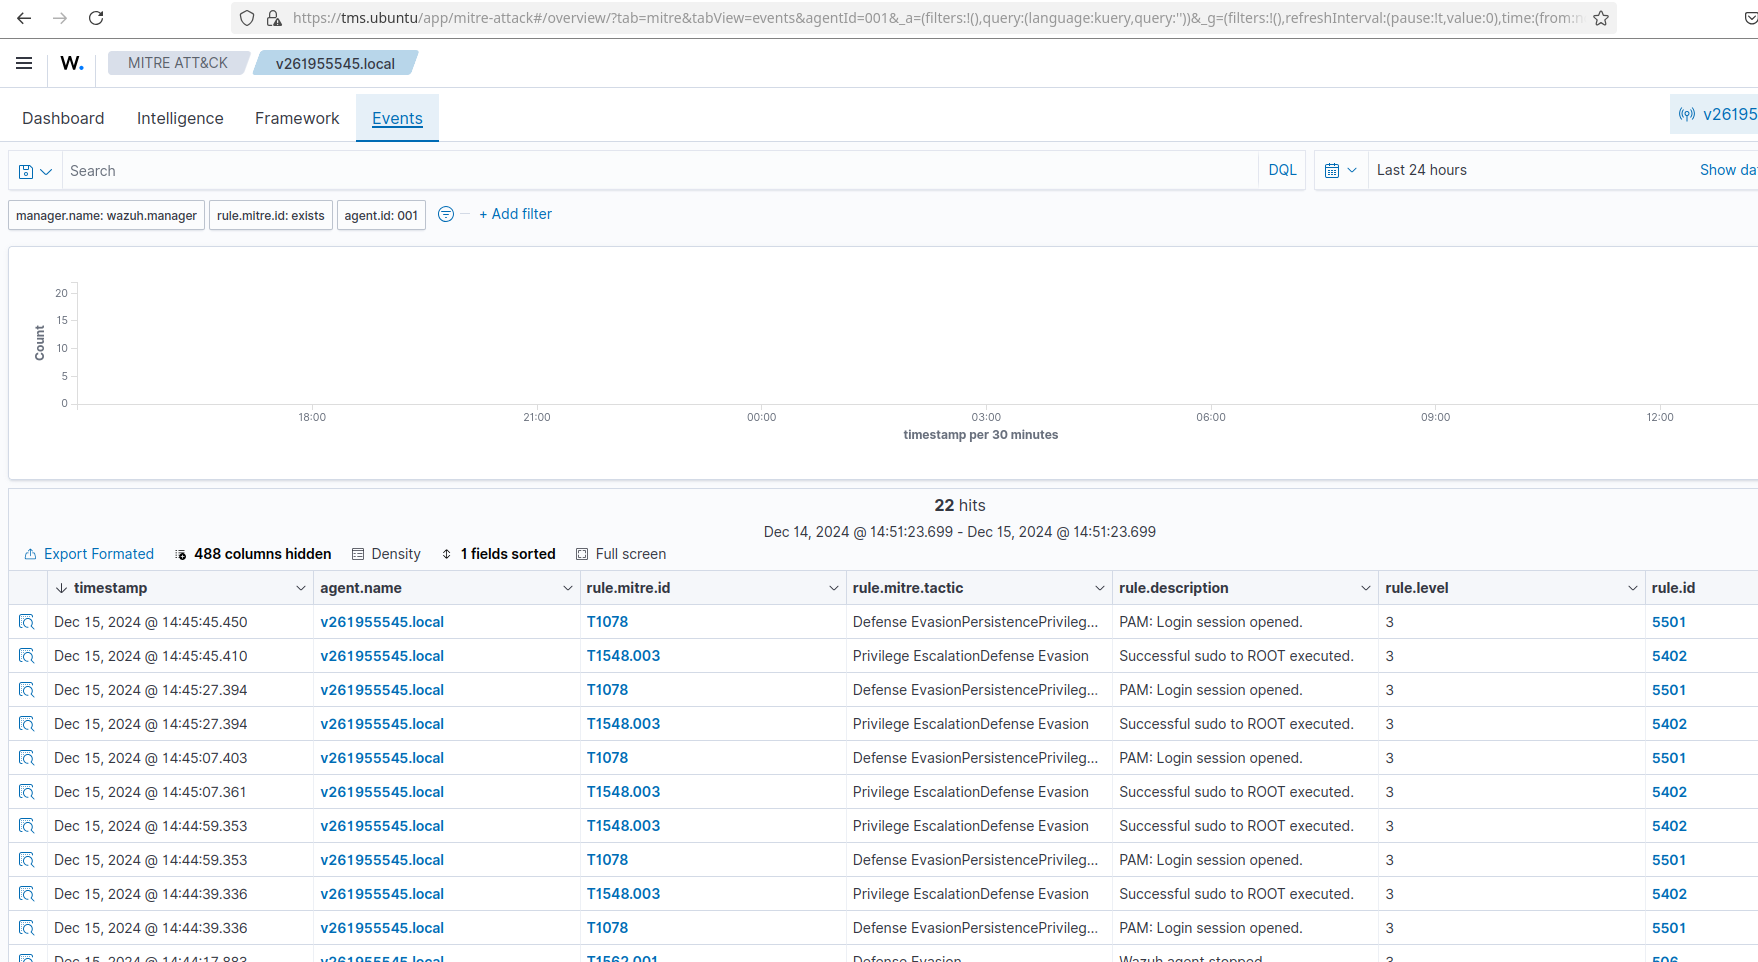 https://tms.ubuntu/app/mitre-attack#/overview/?tab=mitre&tabView=events&agentId=001&_a=(filters:!(),query:(language:kuery,query:''))&_g=(filters:!(),refreshInterval:(pause:!t,value:0),time:(from:n
W. MITRE ATT&CK v261955545.local
Dashboard Intelligence Framework Events v26195
Search DQL Last 24 hours Show dat
manager.name: wazuh.manager rule.mitre.id: exists agent.id: 001 + Add filter
20
15
10
5
0
Count
18:00 21:00 00:00 03:00 06:00 09:00 12:00
timestamp per 30 minutes
22 hits
Dec 14, 2024 @ 14:51:23.699 - Dec 15, 2024 @ 14:51:23.699
Export Formated 488 columns hidden Density 1 fields sorted Full screen
timestamp agent.name rule.mitre.id rule.mitre.tactic rule.description rule.level rule.id
Dec 15, 2024 @ 14:45:45.450 v261955545.local T1078 Defense EvasionPersistencePrivileg... PAM: Login session opened. 3 5501
Dec 15, 2024 @ 14:45:45.410 v261955545.local T1548.003 Privilege EscalationDefense Evasion Successful sudo to ROOT executed. 3 5402
Dec 15, 2024 @ 14:45:27.394 v261955545.local T1078 Defense EvasionPersistencePrivileg... PAM: Login session opened. 3 5501
Dec 15, 2024 @ 14:45:27.394 v261955545.local T1548.003 Privilege EscalationDefense Evasion Successful sudo to ROOT executed. 3 5402
Dec 15, 2024 @ 14:45:07.403 v261955545.local T1078 Defense EvasionPersistencePrivileg... PAM: Login session opened. 3 5501
Dec 15, 2024 @ 14:45:07.361 v261955545.local T1548.003 Privilege EscalationDefense Evasion Successful sudo to ROOT executed. 3 5402
Dec 15, 2024 @ 14:44:59.353 v261955545.local T1548.003 Privilege EscalationDefense Evasion Successful sudo to ROOT executed. 3 5402
Dec 15, 2024 @ 14:44:59.353 v261955545.local T1078 Defense EvasionPersistencePrivileg... PAM: Login session opened. 3 5501
Dec 15, 2024 @ 14:44:39.336 v261955545.local T1548.003 Privilege EscalationDefense Evasion Successful sudo to ROOT executed. 3 5402
Dec 15, 2024 @ 14:44:39.336 v261955545.local T1078 Defense EvasionPersistencePrivileg... PAM: Login session opened. 3 5501
Dec 15, 2024 @ 14:44:17.883 v261955545.local T1562.001 Defense Evasion Wazuh agent stopped. 3 506